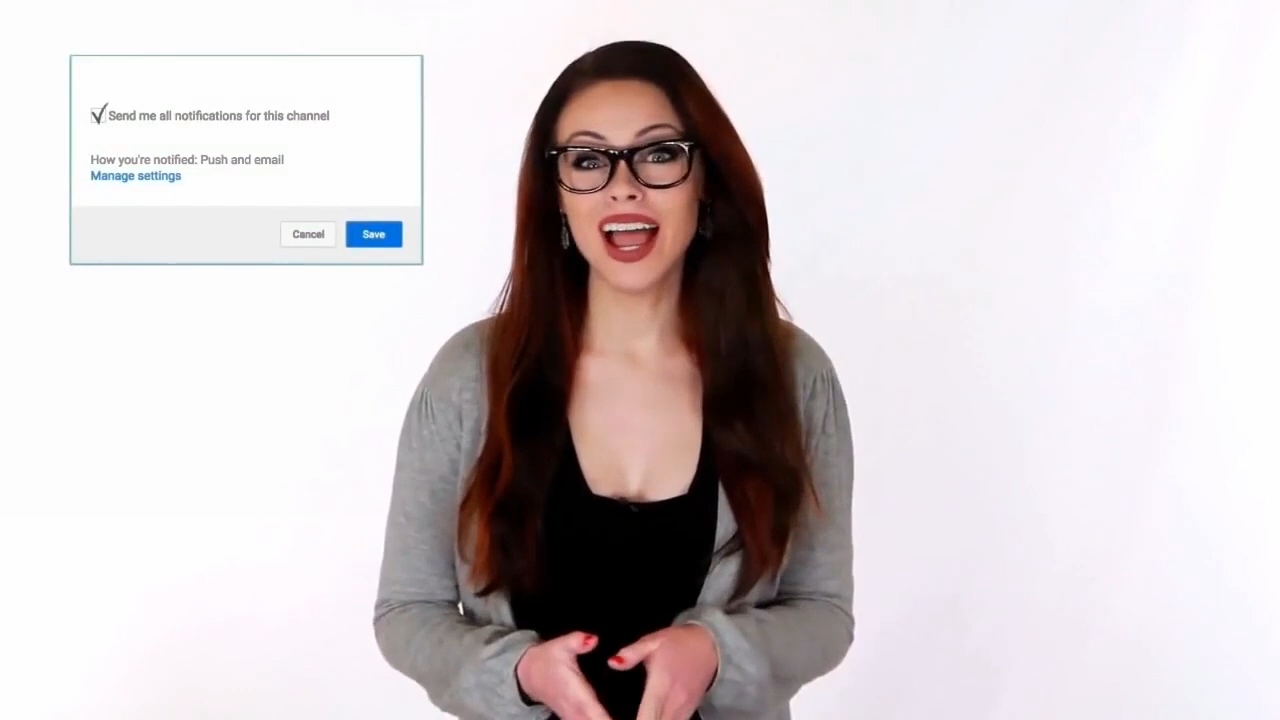 Send me all notifications for this channel
How you're notified: Push and email
Manage settings
Cancel
Save